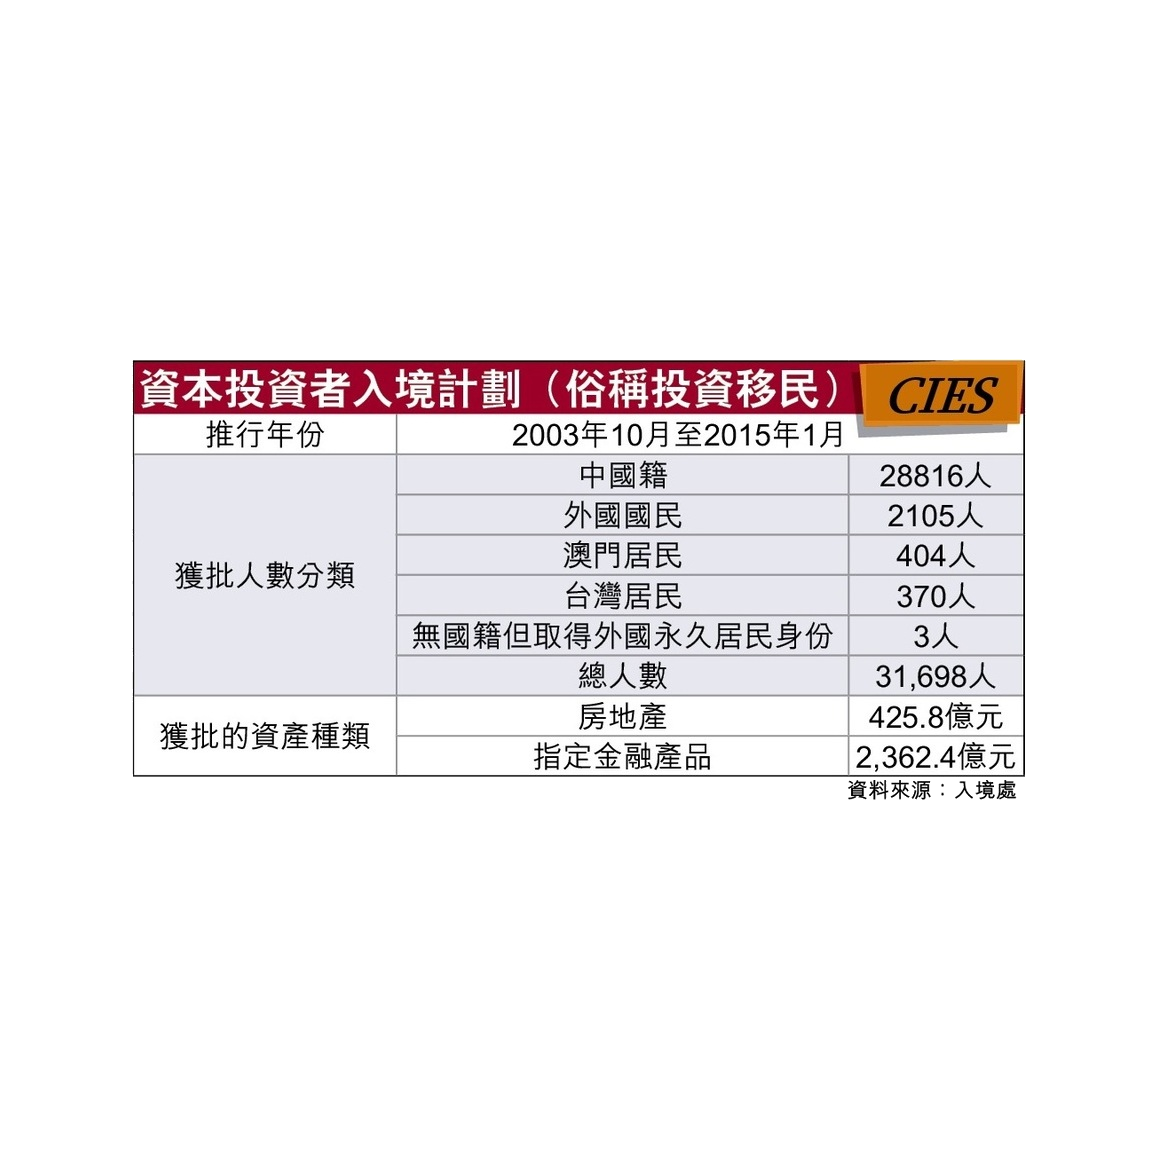 資本投資者入境計劃（俗稱投資移民） CIES
推行年份 2003年10月至2015年1月
獲批人數分類
中國籍 28816人
外國國民 2105人
澳門居民 404人
台灣居民 370人
無國籍但取得外國永久居民身份 3人
總人數 31,698人
獲批的資產種類
房地產 425.8億元
指定金融產品 2,362.4億元
資料來源：入境處